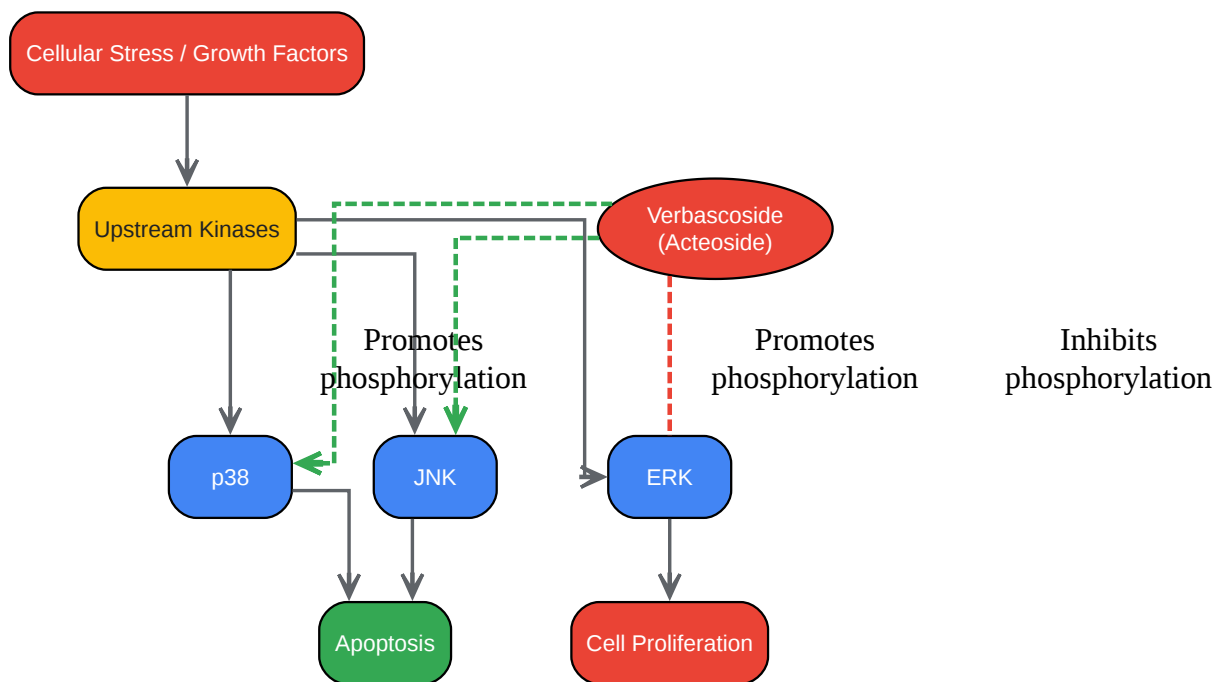 Cellular Stress / Growth Factors
Upstream Kinases
Verbascoside
(Acteoside)
Promotes
phosphorylation
Promotes
phosphorylation
Inhibits
phosphorylation
p38
JNK
ERK
Apoptosis
Cell Proliferation